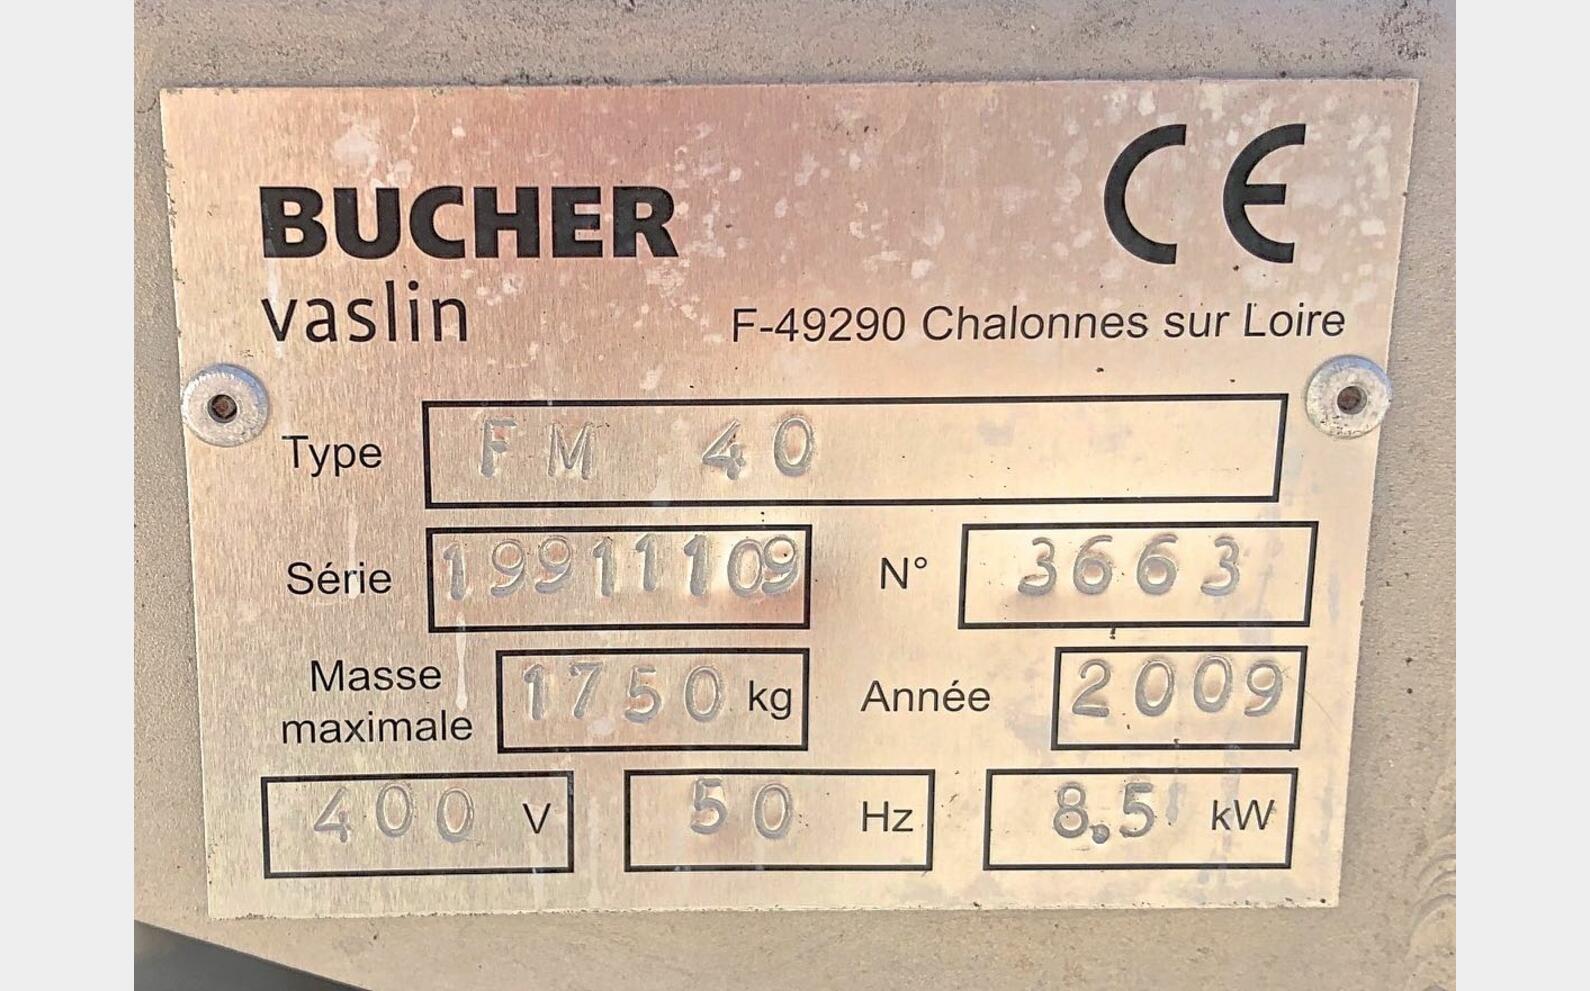 BUCHER
vaslin
CE
F-49290 Chalonnes sur Loire
Type FM 40
Série 19911109 N° 3663
Masse maximale 1750 kg Année 2009
400 V 50 Hz 8,5 kW